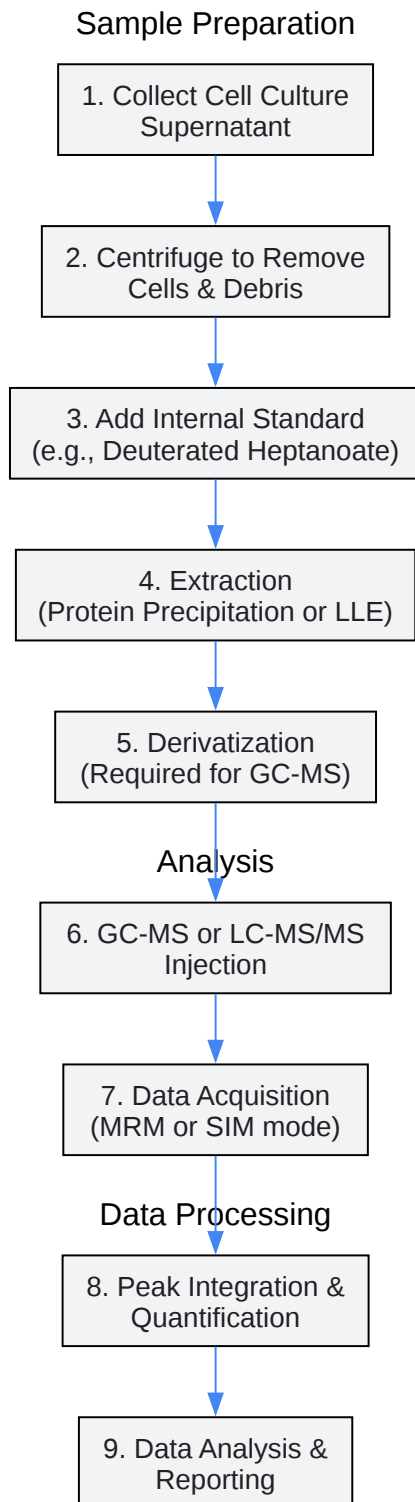 Sample Preparation
1. Collect Cell Culture
Supernatant
2. Centrifuge to Remove
Cells & Debris
3. Add Internal Standard
(e.g., Deuterated Heptanoate)
4. Extraction
(Protein Precipitation or LLE)
5. Derivatization
(Required for GC-MS)
Analysis
6. GC-MS or LC-MS/MS
Injection
7. Data Acquisition
(MRM or SIM mode)
Data Processing
8. Peak Integration &
Quantification
9. Data Analysis &
Reporting